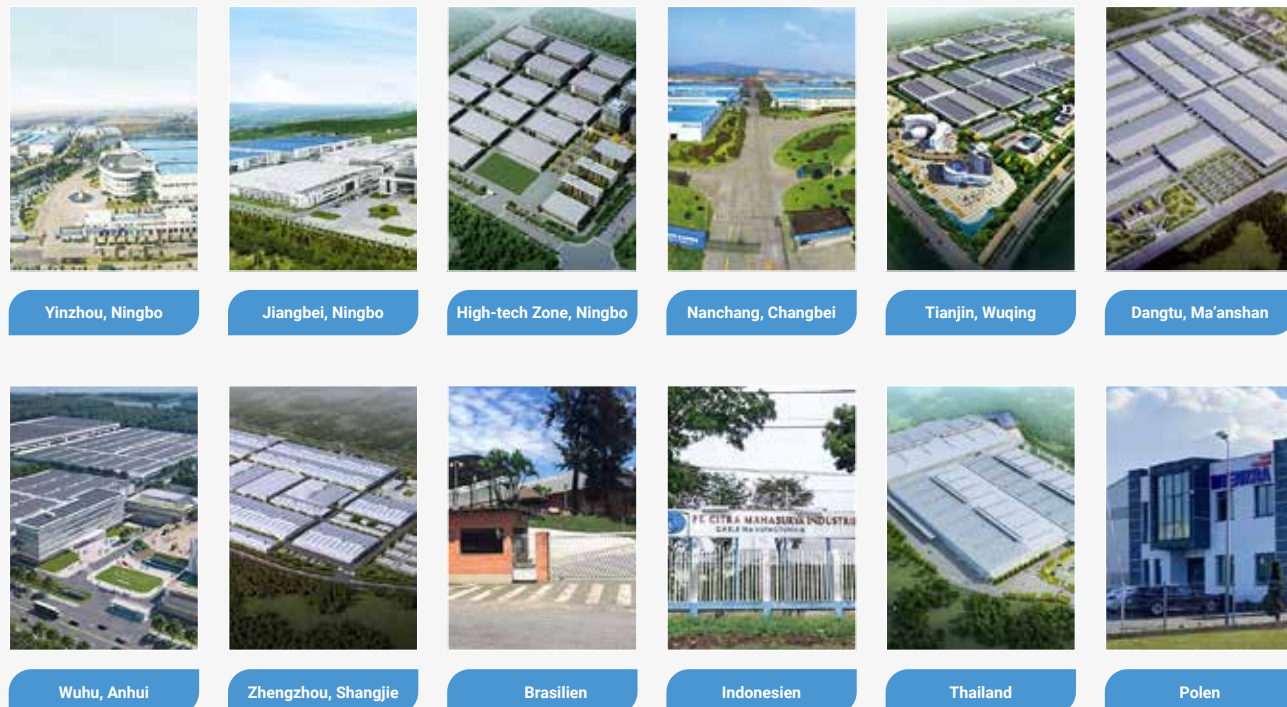 Yinzhou, Ningbo
Jiangbei, Ningbo
High-tech Zone, Ningbo
Nanchang, Changbei
Tianjin, Wuqing
Dangtu, Ma’anshan
PT. CITRA MAHASURYA INDUSTRI
Wuhu, Anhui
Zhengzhou, Shangjie
Brasilien
Indonesien
Thailand
Polen